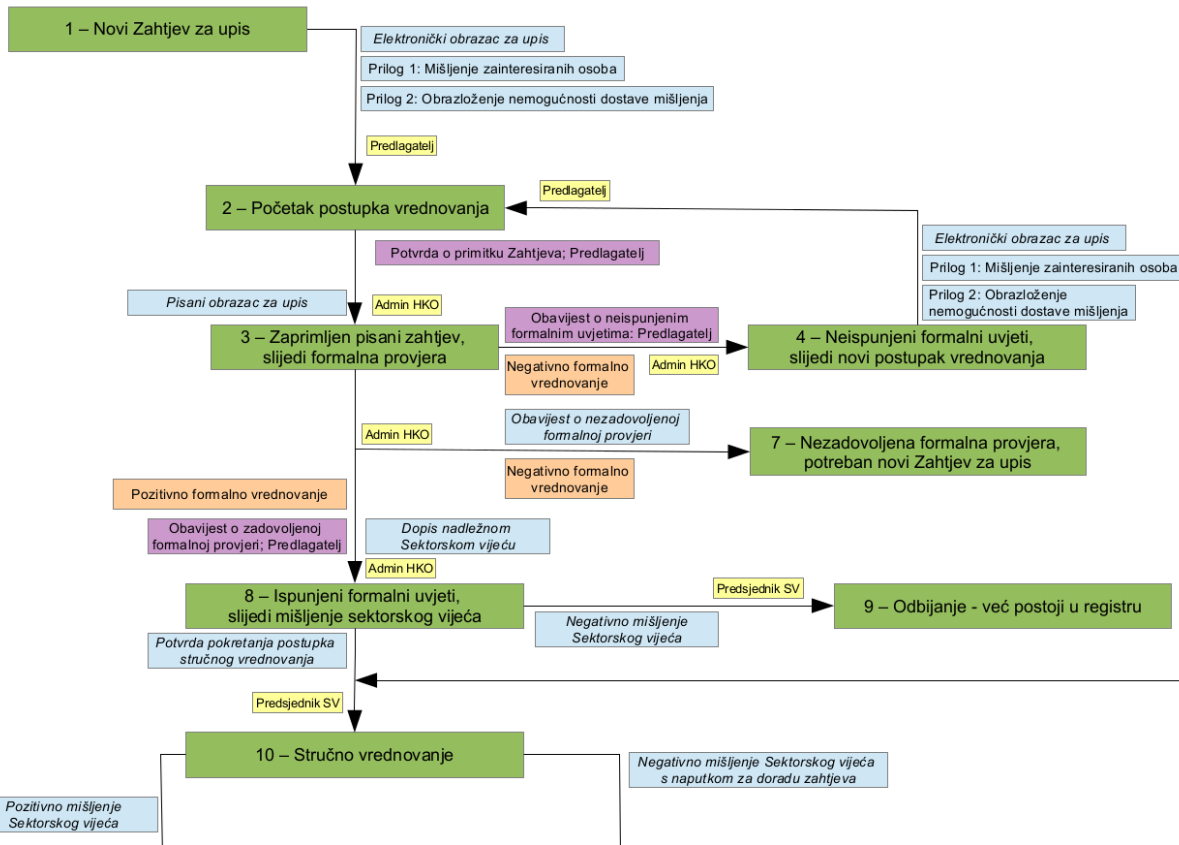 1 – Novi Zahtjev za upis
Elektronički obrazac za upis
Prilog 1: Mišljenje zainteresiranih osoba
Prilog 2: Obrazloženje nemogućnosti dostave mišljenja
Predlagatelj
2 – Početak postupka vrednovanja
Predlagatelj
Potvrda o primitku Zahtjeva; Predlagatelj
Elektronički obrazac za upis
Prilog 1: Mišljenje zainteresiranih osoba
Prilog 2: Obrazloženje
nemogućnosti dostave mišljenja
Pisani obrazac za upis
Admin HKO
3 – Zaprimljen pisani zahtjev,
slijedi formalna provjera
Obavijest o neispunjenim
formalnim uvjetima: Predlagatelj
Negativno formalno
vrednovanje
Admin HKO
4 – Neispunjeni formalni uvjeti,
slijedi novi postupak vrednovanja
Admin HKO
Obavijest o nezadovoljenoj
formalnoj provjeri
Negativno formalno
vrednovanje
7 – Nezadovoljena formalna provjera,
potreban novi Zahtjev za upis
Pozitivno formalno vrednovanje
Obavijest o zadovoljenoj
formalnoj provjeri; Predlagatelj
Dopis nadležnom
Sektorskom vijeću
Admin HKO
8 – Ispunjeni formalni uvjeti,
slijedi mišljenje sektorskog vijeća
Predsjednik SV
Negativno mišljenje
Sektorskog vijeća
9 – Odbijanje - već postoji u registru
Potvrda pokretanja postupka
stručnog vrednovanja
Predsjednik SV
10 – Stručno vrednovanje
Negativno mišljenje Sektorskog vijeća
s naputkom za doradu zahtjeva
Pozitivno mišljenje
Sektorskog vijeća